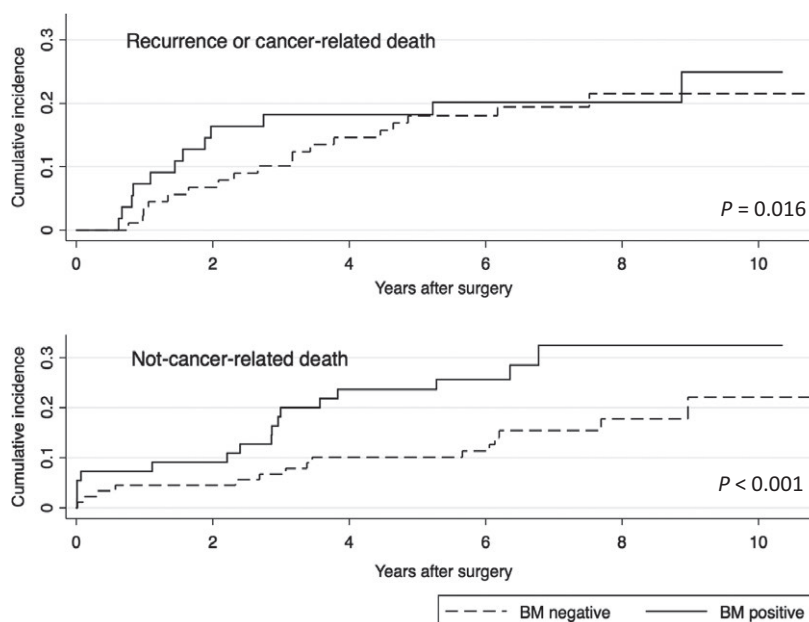 Recurrence or cancer-related death
Cumulative incidence
0.3
0.2
0.1
0
P = 0.016
0 2 4 6 8 10
Years after surgery
Not-cancer-related death
Cumulative incidence
0.3
0.2
0.1
0
P < 0.001
0 2 4 6 8 10
Years after surgery
BM negative BM positive